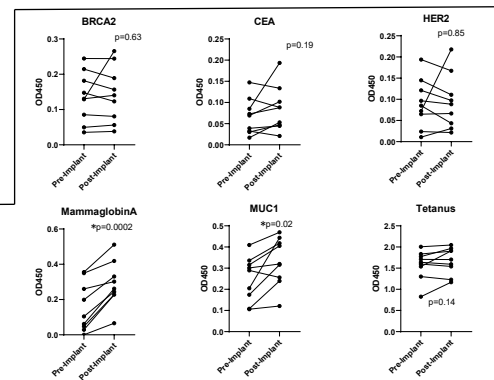 BRCA2
p=0.63
0.3
0.2
0.1
0.0
OD450
Pre-Implant
Post-Implant
CEA
p=0.19
0.25
0.20
0.15
0.10
0.05
0.00
OD450
Pre-Implant
Post-Implant
HER2
p=0.85
0.25
0.20
0.15
0.10
0.05
0.00
OD450
Pre-Implant
Post-Implant
MammaglobinA
*p=0.0002
0.6
0.4
0.2
0.0
OD450
Pre-Implant
Post-Implant
MUC1
*p=0.02
0.5
0.4
0.3
0.2
0.1
0.0
OD450
Pre-Implant
Post-Implant
Tetanus
2.5
2.0
1.5
1.0
0.5
0.0
OD450
p=0.14
Pre-Implant
Post-Implant